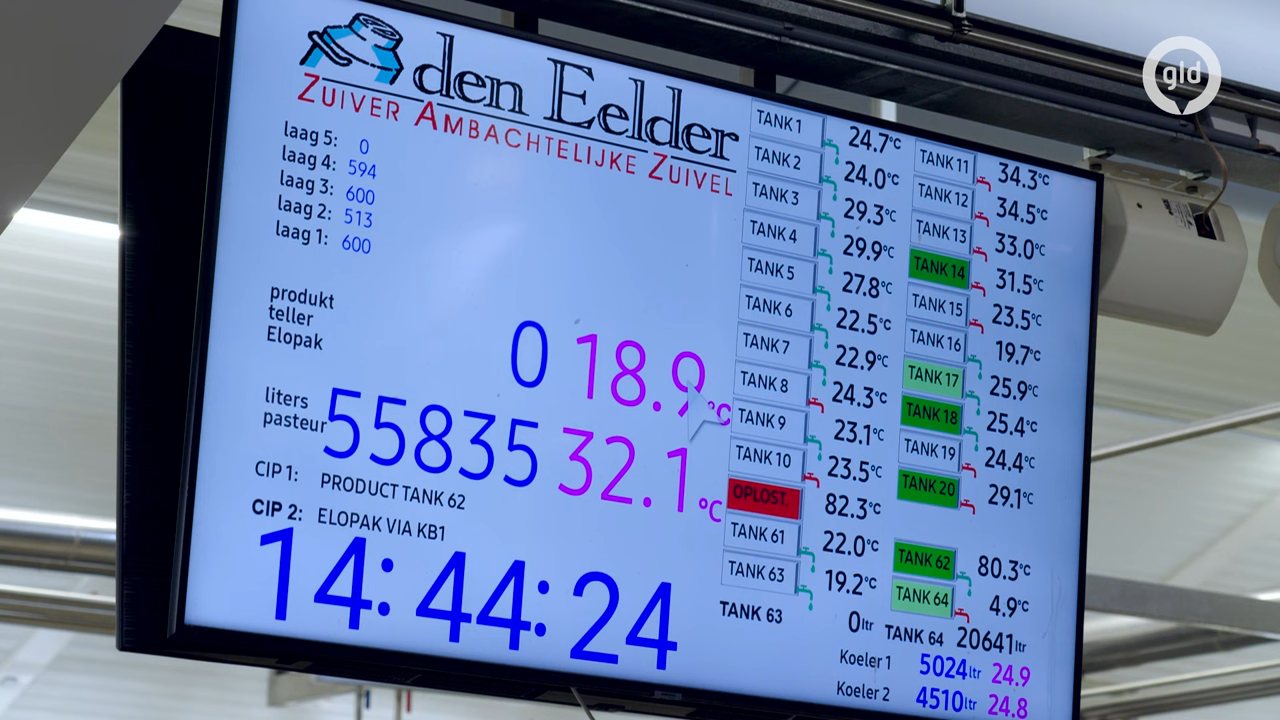 gld
den Eelder
ZUIVER AMBACHTELIJKE ZUIVEL
laag 5: 0
laag 4: 594
laag 3: 600
laag 2: 513
laag 1: 600
produkt
teller
Elopak
0 18.9°C
liters
pasteur
55835 32.1°C
CIP 1: PRODUCT TANK 62
CIP 2: ELOPAK VIA KB1
14:44:24
TANK 1 24.7°C
TANK 2 24.0°C
TANK 3 29.3°C
TANK 4 29.9°C
TANK 5 27.8°C
TANK 6 22.5°C
TANK 7 22.9°C
TANK 8 24.3°C
TANK 9 23.1°C
TANK 10 23.5°C
OPLOST. 82.3°C
TANK 61 22.0°C
TANK 63 19.2°C
TANK 63 0ltr
TANK 11 34.3°C
TANK 12 34.5°C
TANK 13 33.0°C
TANK 14 31.5°C
TANK 15 23.5°C
TANK 16 19.7°C
TANK 17 25.9°C
TANK 18 25.4°C
TANK 19 24.4°C
TANK 20 29.1°C
TANK 62 80.3°C
TANK 64 4.9°C
TANK 64 20641ltr
Koeler 1 5024ltr 24.9
Koeler 2 4510ltr 24.8